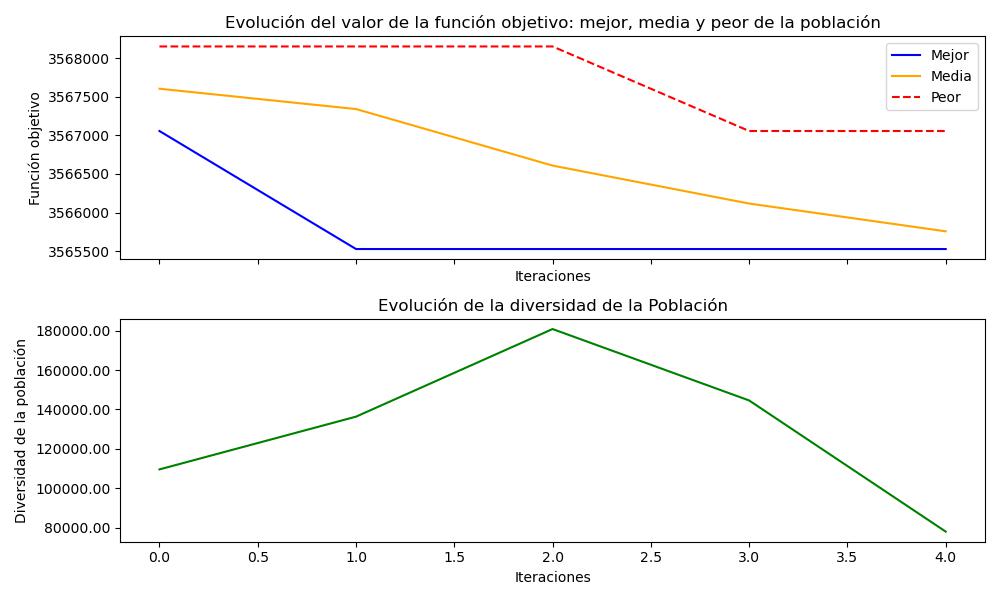 Evolución del valor de la función objetivo: mejor, media y peor de la población
Función objetivo
3568000
3567500
3567000
3566500
3566000
3565500
Mejor
Media
Peor
Iteraciones
Evolución de la diversidad de la Población
Diversidad de la población
180000.00
160000.00
140000.00
120000.00
100000.00
80000.00
0.0 0.5 1.0 1.5 2.0 2.5 3.0 3.5 4.0
Iteraciones